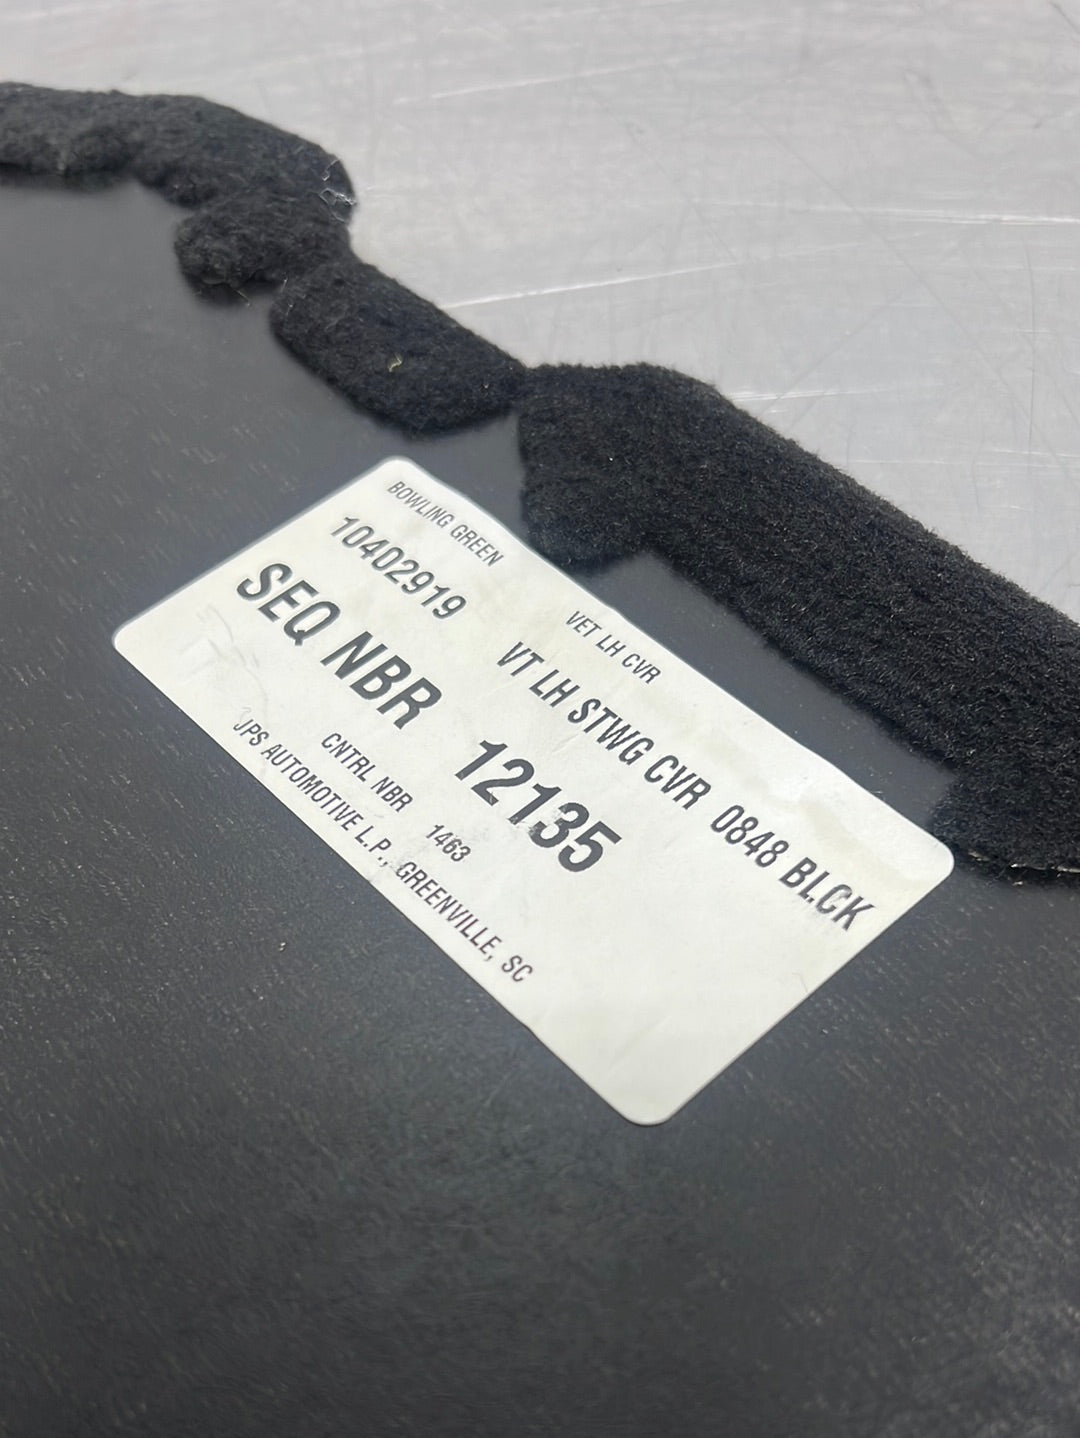 BOWLING GREEN
VET LH CVR
10402919
VT LH STWG CVR 0848 BLCK
SEQ NBR 12135
CNTRL NBR 1463
JPS AUTOMOTIVE L.P., GREENVILLE, SC